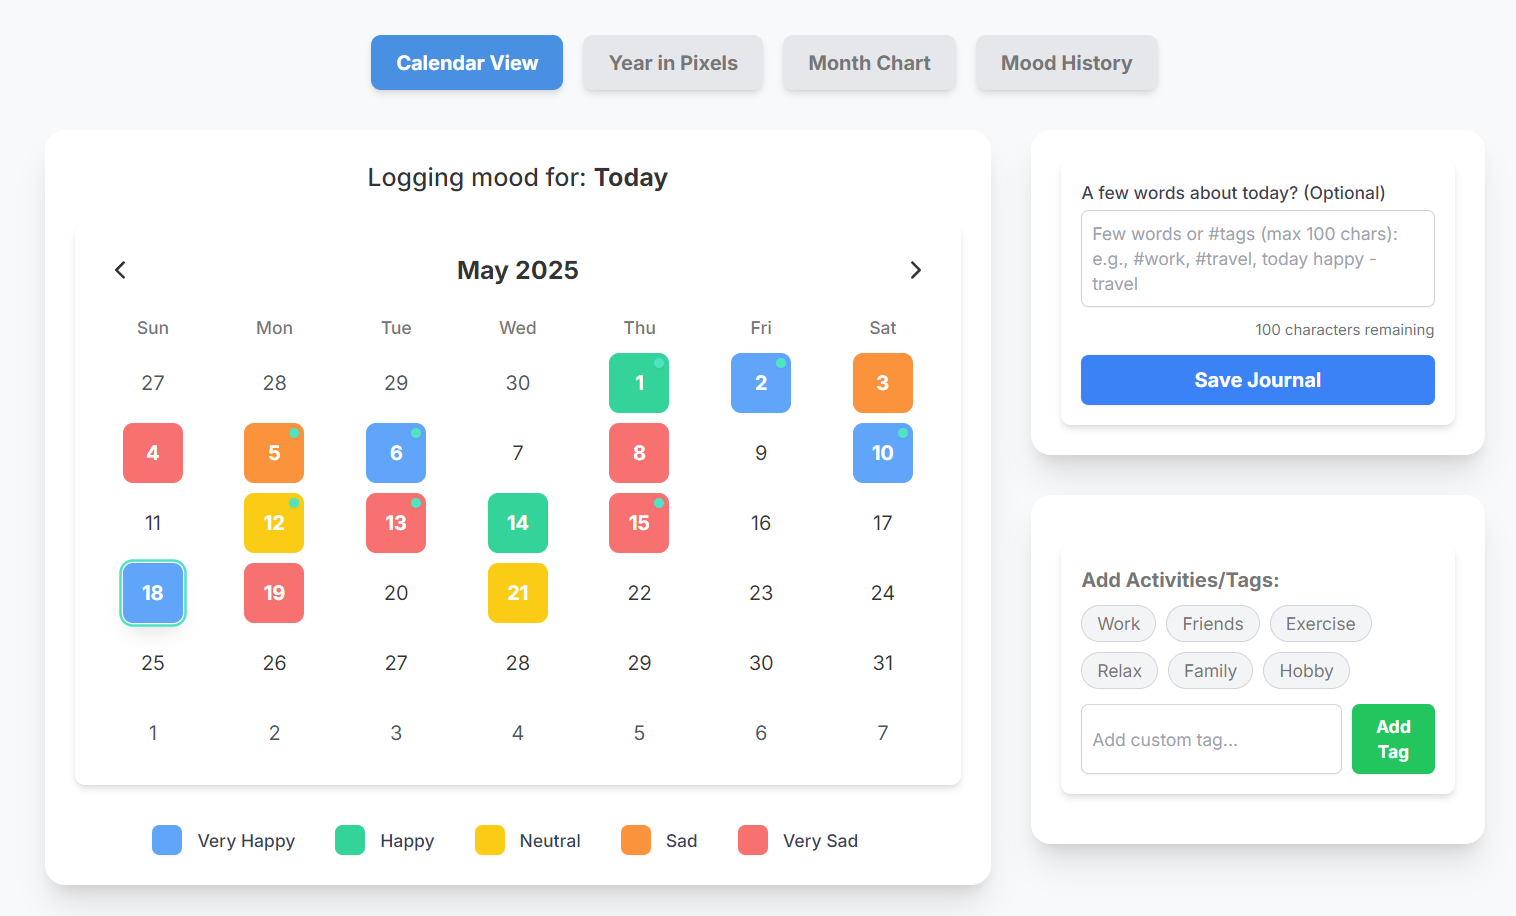 Calendar View
Year in Pixels
Month Chart
Mood History
Logging mood for: Today
May 2025
Sun Mon Tue Wed Thu Fri Sat
27 28 29 30 1 2 3
4 5 6 7 8 9 10
11 12 13 14 15 16 17
18 19 20 21 22 23 24
25 26 27 28 29 30 31
1 2 3 4 5 6 7
Very Happy Happy Neutral Sad Very Sad
A few words about today? (Optional)
Few words or #tags (max 100 chars):
e.g., #work, #travel, today happy -
travel
100 characters remaining
Save Journal
Add Activities/Tags:
Work Friends Exercise
Relax Family Hobby
Add custom tag...
Add
Tag